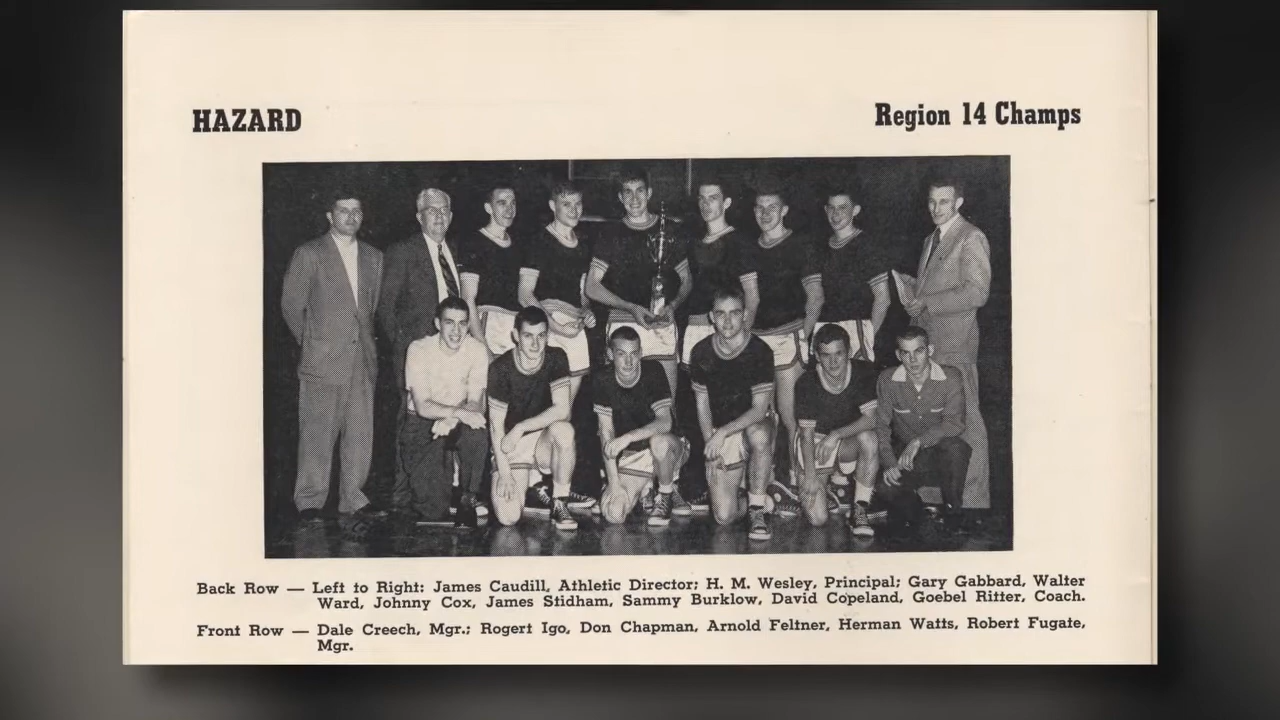 HAZARD
Region 14 Champs
Back Row — Left to Right: James Caudill, Athletic Director; H. M. Wesley, Principal; Gary Gabbard, Walter
Ward, Johnny Cox, James Stidham, Sammy Burklow, David Copeland, Goebel Ritter, Coach.
Front Row — Dale Creech, Mgr.; Rogert Igo, Don Chapman, Arnold Feltner, Herman Watts, Robert Fugate,
Mgr.